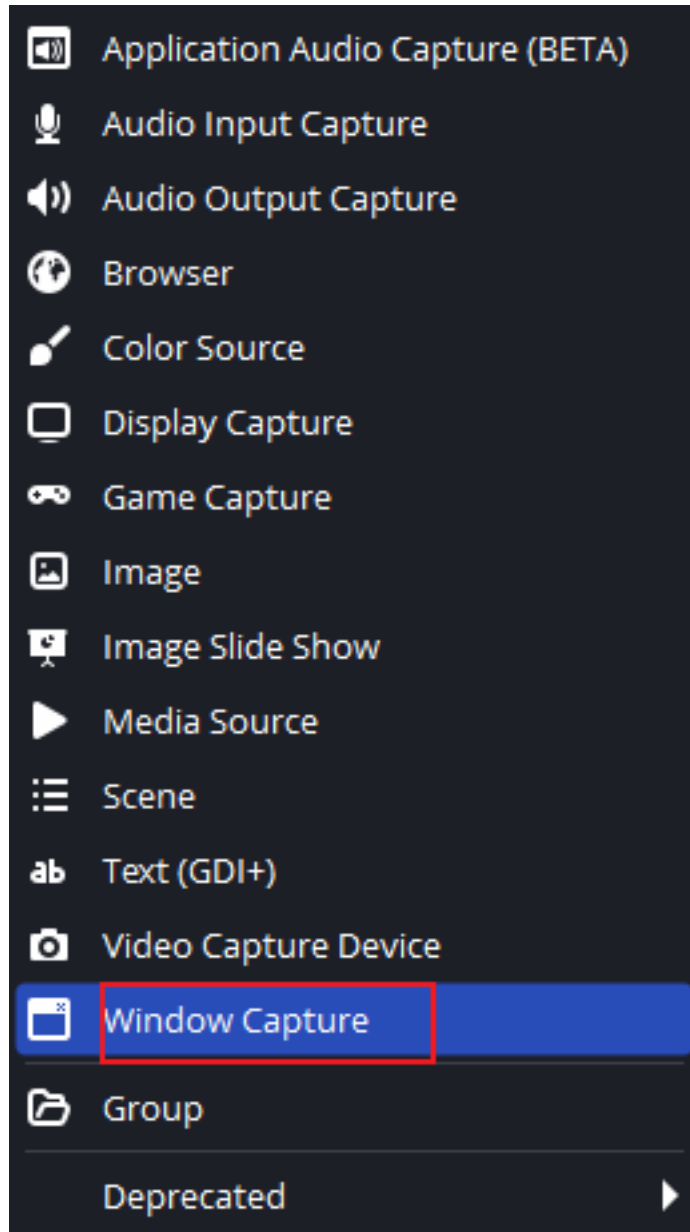 Application Audio Capture (BETA)
Audio Input Capture
Audio Output Capture
Browser
Color Source
Display Capture
Game Capture
Image
Image Slide Show
Media Source
Scene
ab Text (GDI+)
Video Capture Device
Window Capture
Group
Deprecated